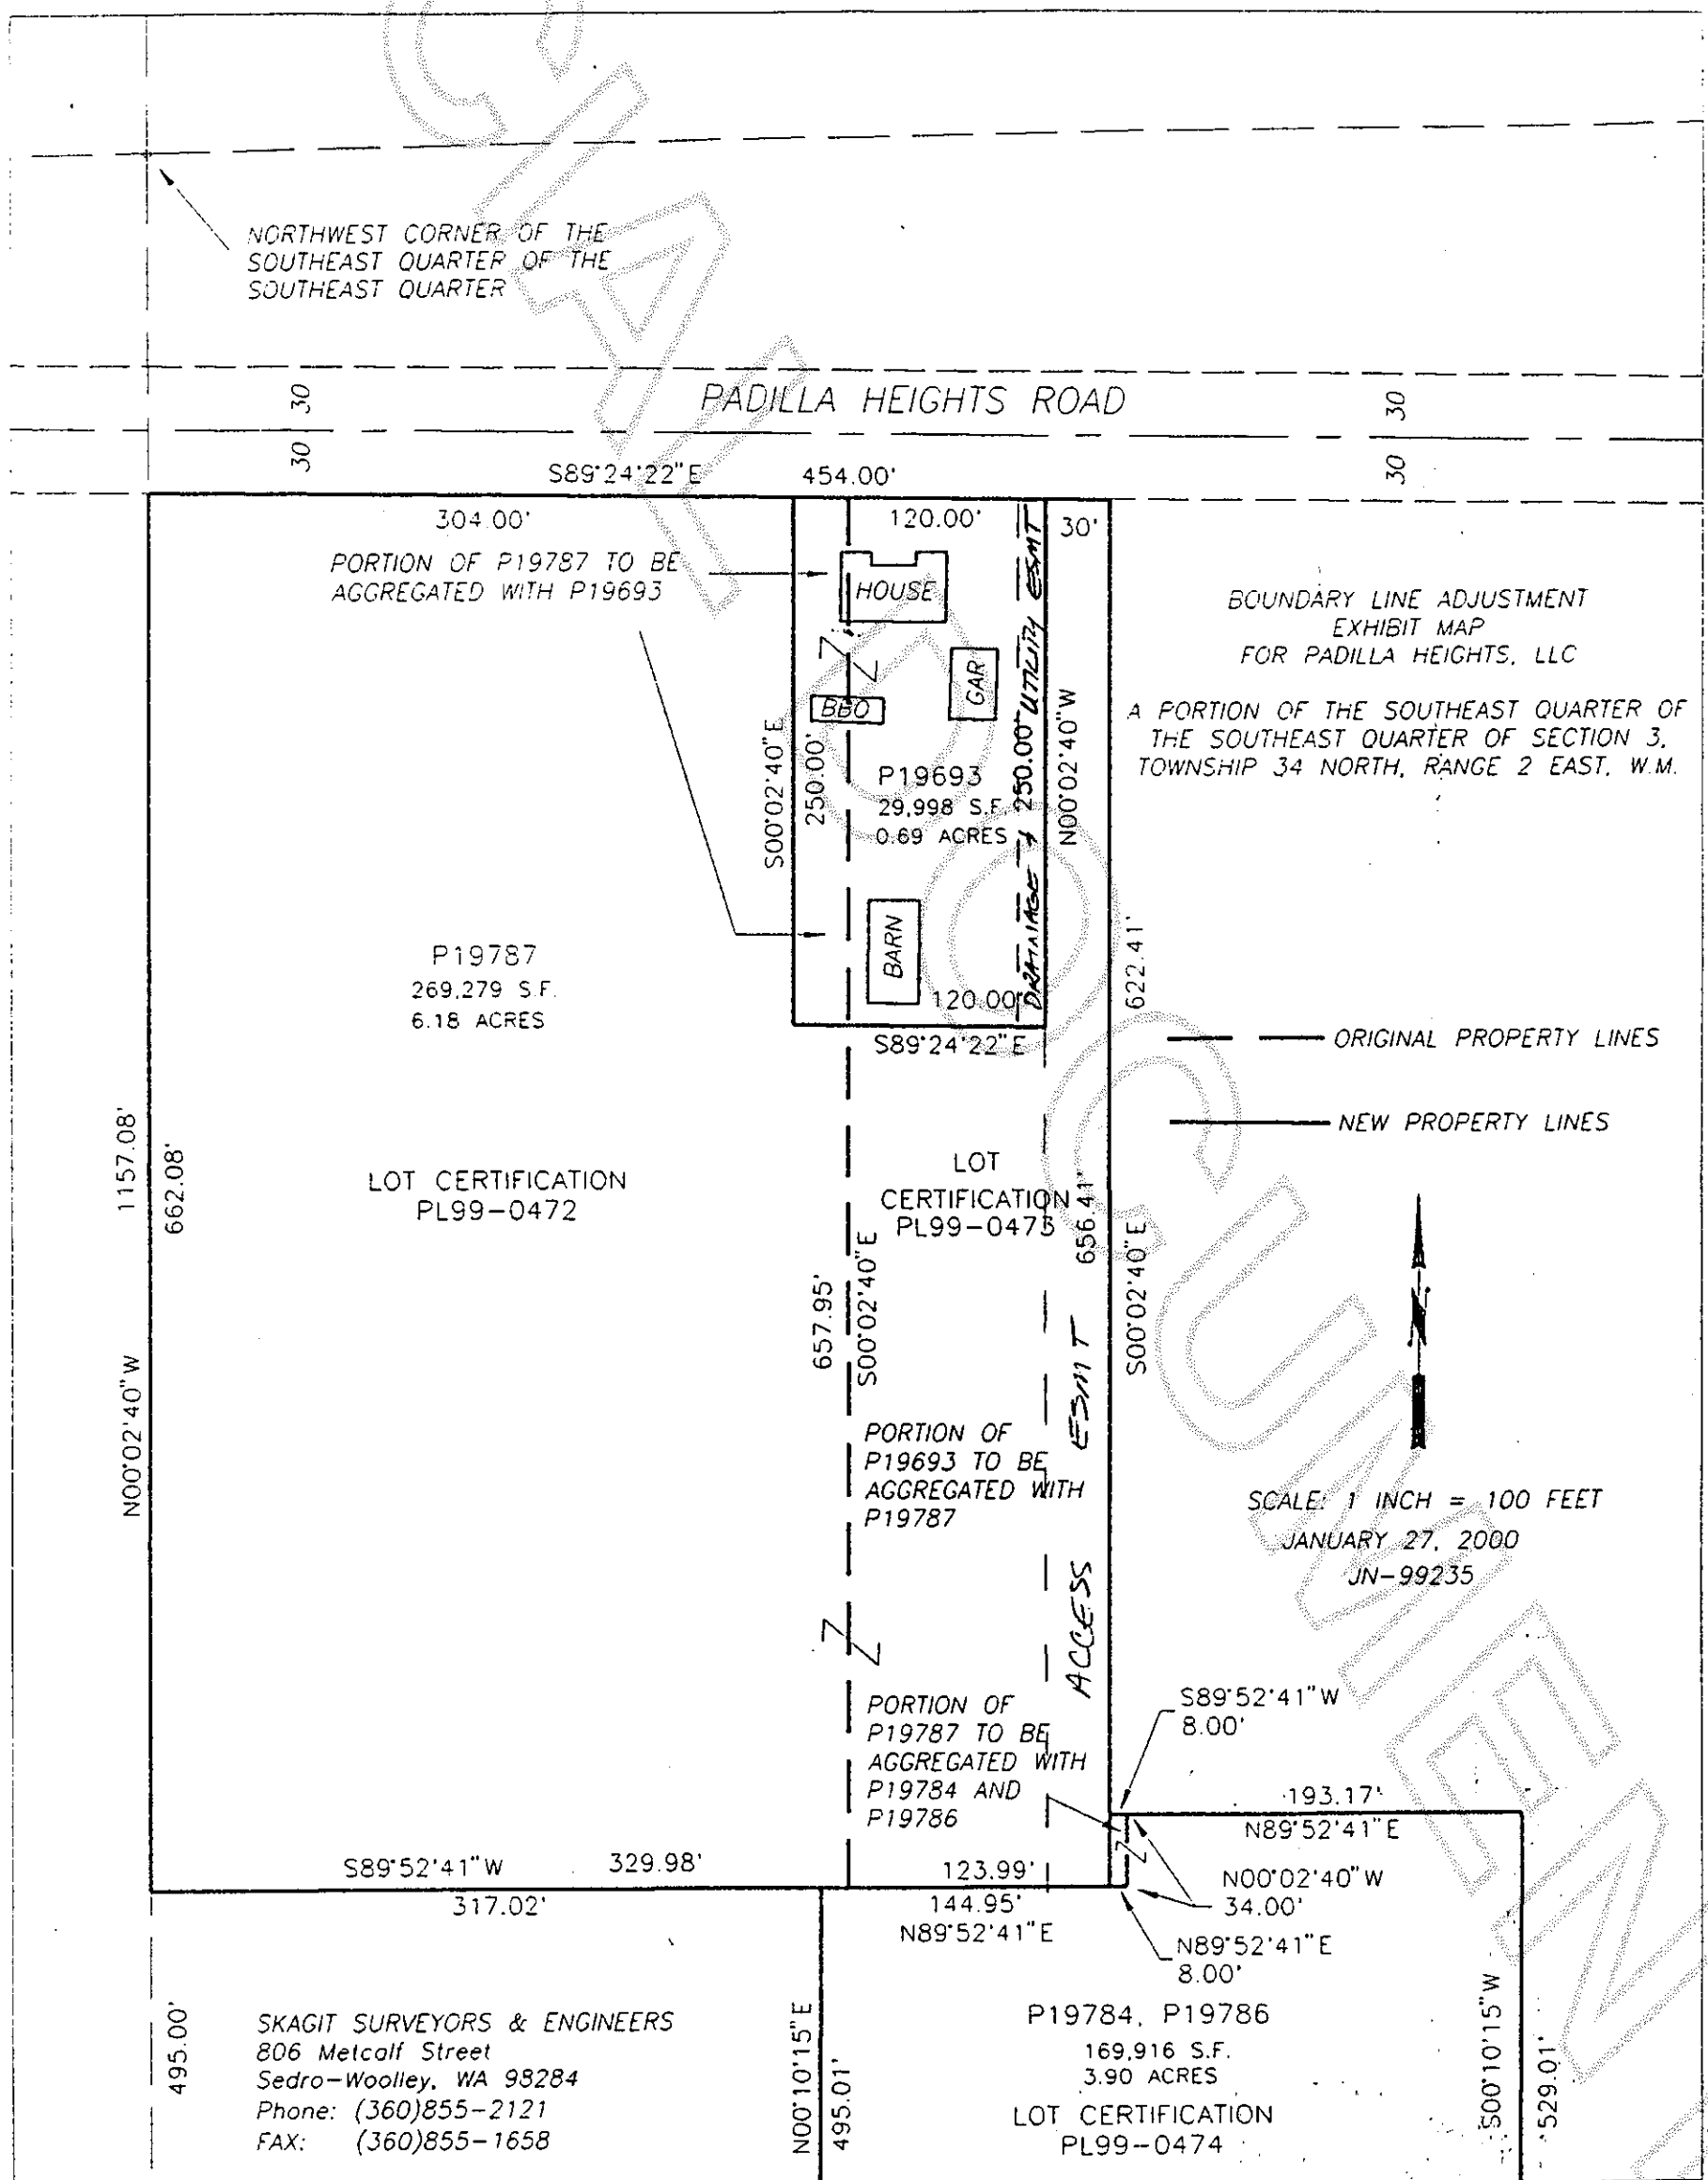 NORTHWEST CORNER OF THE
SOUTHEAST QUARTER OF THE
SOUTHEAST QUARTER
30
30
PADILLA HEIGHTS ROAD
30
30
S89°24'22"E 454.00'
304.00'
120.00'
30'
PORTION OF P19787 TO BE
AGGREGATED WITH P19693
HOUSE
GAR
BBQ
BARN
S00°02'40"E
250.00'
P19693
29,998 S.F.
0.69 ACRES
DRAINAGE + UTILITY ESMT
250.00'
N00°02'40"W
120.00'
S89°24'22"E
BOUNDARY LINE ADJUSTMENT
EXHIBIT MAP
FOR PADILLA HEIGHTS, LLC
A PORTION OF THE SOUTHEAST QUARTER OF
THE SOUTHEAST QUARTER OF SECTION 3,
TOWNSHIP 34 NORTH, RANGE 2 EAST, W.M.
P19787
269,279 S.F.
6.18 ACRES
622.41'
ORIGINAL PROPERTY LINES
NEW PROPERTY LINES
1157.08'
662.08'
N00°02'40"W
LOT CERTIFICATION
PL99-0472
LOT
CERTIFICATION
PL99-0473
656.41'
S00°02'40"E
657.95'
S00°02'40"E
N
PORTION OF
P19693 TO BE
AGGREGATED WITH
P19787
ACCESS ESMT
SCALE: 1 INCH = 100 FEET
JANUARY 27, 2000
JN-99235
PORTION OF
P19787 TO BE
AGGREGATED WITH
P19784 AND
P19786
S89°52'41"W
8.00'
193.17'
N89°52'41"E
S89°52'41"W 329.98'
123.99'
317.02'
144.95'
N89°52'41"E
N00°02'40"W
34.00'
N89°52'41"E
8.00'
495.00'
SKAGIT SURVEYORS & ENGINEERS
806 Metcalf Street
Sedro-Woolley, WA 98284
Phone: (360)855-2121
FAX: (360)855-1658
N00°10'15"E
495.01'
P19784, P19786
169,916 S.F.
3.90 ACRES
LOT CERTIFICATION
PL99-0474
S00°10'15"W
529.01'
CIAL
DOCUMEN